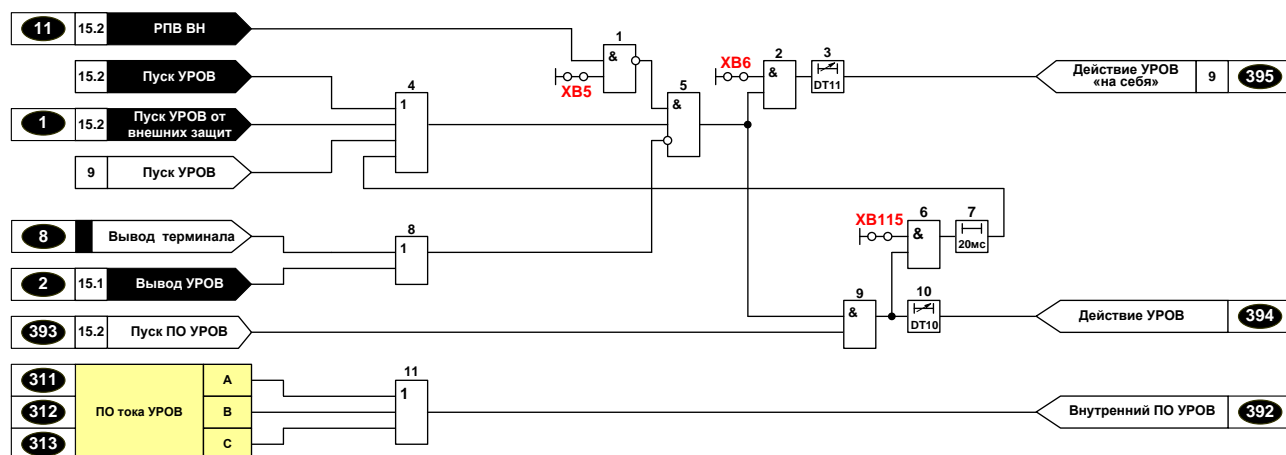 11 15.2 РПВ ВН
15.2 Пуск УРОВ
1 15.2 Пуск УРОВ от
внешних защит
9 Пуск УРОВ
8 Вывод терминала
2 15.1 Вывод УРОВ
393 15.2 Пуск ПО УРОВ
311 A
312 ПО тока УРОВ B
313 C
1
&
XB5
4
1
5
&
XB6
2
&
3
DT11
Действие УРОВ
«на себя» 9 395
8
1
XB115
6
&
7
20мс
9
&
10
DT10
Действие УРОВ 394
11
1
Внутренний ПО УРОВ 392